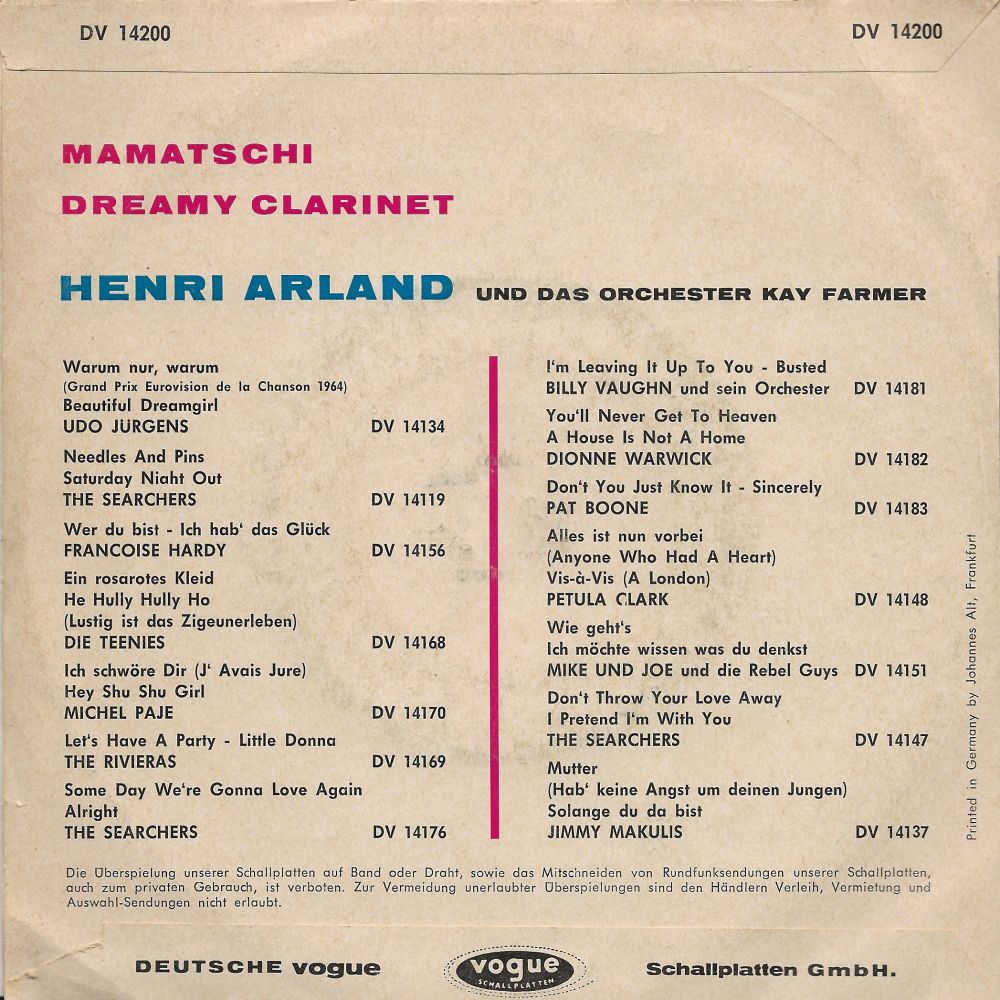 DV 14200
DV 14200
MAMATSCHI
DREAMY CLARINET
HENRI ARLAND UND DAS ORCHESTER KAY FARMER
Warum nur, warum
(Grand Prix Eurovision de la Chanson 1964)
Beautiful Dreamgirl
UDO JÜRGENS DV 14134
Needles And Pins
Saturday Niaht Out
THE SEARCHERS DV 14119
Wer du bist - Ich hab' das Glück
FRANCOISE HARDY DV 14156
Ein rosarotes Kleid
He Hully Hully Ho
(Lustig ist das Zigeunerleben)
DIE TEENIES DV 14168
Ich schwöre Dir (J' Avais Jure)
Hey Shu Shu Girl
MICHEL PAJE DV 14170
Let's Have A Party - Little Donna
THE RIVIERAS DV 14169
Some Day We're Gonna Love Again
Alright
THE SEARCHERS DV 14176
I'm Leaving It Up To You - Busted
BILLY VAUGHN und sein Orchester DV 14181
You'll Never Get To Heaven
A House Is Not A Home
DIONNE WARWICK DV 14182
Don't You Just Know It - Sincerely
PAT BOONE DV 14183
Alles ist nun vorbei
(Anyone Who Had A Heart)
Vis-à-Vis (A London)
PETULA CLARK DV 14148
Wie geht's
Ich möchte wissen was du denkst
MIKE UND JOE und die Rebel Guys DV 14151
Don't Throw Your Love Away
I Pretend I'm With You
THE SEARCHERS DV 14147
Mutter
(Hab' keine Angst um deinen Jungen)
Solange du da bist
JIMMY MAKULIS DV 14137
Printed in Germany by Johannes Alt, Frankfurt
Die Überspielung unserer Schallplatten auf Band oder Draht, sowie das Mitschneiden von Rundfunksendungen unserer Schallplatten,
auch zum privaten Gebrauch, ist verboten. Zur Vermeidung unerlaubter Überspielungen sind den Händlern Verleih, Vermietung und
Auswahl-Sendungen nicht erlaubt.
DEUTSCHE vogue
vogue
SCHALLPLATTEN
Schallplatten GmbH.